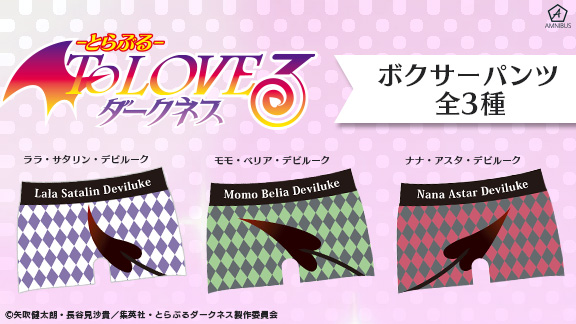 AMNIBUS
-とらぶる-
ToLOVEる
ダークネス
ボクサーパンツ
全3種
ララ・サタリン・デビルーク
モモ・ベリア・デビルーク
ナナ・アスタ・デビルーク
Lala Satalin Deviluke
Momo Belia Deviluke
Nana Astar Deviluke
©矢吹健太朗・長谷見沙貴／集英社・とらぶるダークネス製作委員会